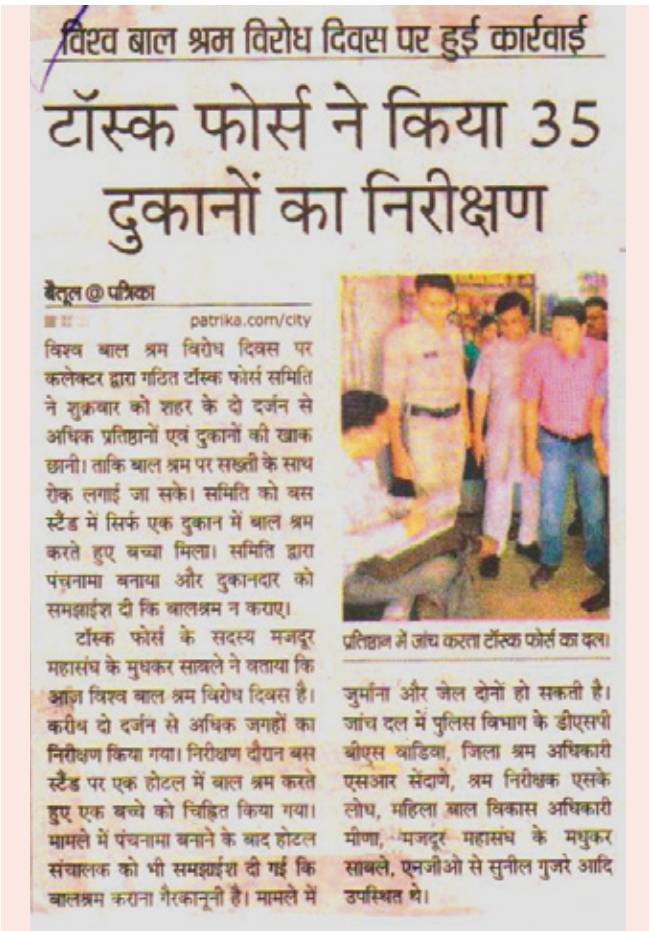 विश्व बाल श्रम विरोध दिवस पर हुई कार्रवाई
टॉस्क फोर्स ने किया 35
दुकानों का निरीक्षण
बैतूल @ पत्रिका
patrika.com/city
विश्व बाल श्रम विरोध दिवस पर
कलेक्टर द्वारा गठित टॉस्क फोर्स समिति
ने शुक्रवार को शहर के दो दर्जन से
अधिक प्रतिष्ठानों एवं दुकानों की खाक
छानी। ताकि बाल श्रम पर सख्ती के साथ
रोक लगाई जा सके। समिति को बस
स्टैंड में सिर्फ एक दुकान में बाल श्रम
करते हुए बच्चा मिला। समिति द्वारा
पंचनामा बनाया और दुकानदार को
समझाईश दी कि बालश्रम न कराए।
टॉस्क फोर्स के सदस्य मजदूर
महासंघ के मुधकर साबले ने बताया कि
आज विश्व बाल श्रम विरोध दिवस है।
करीब दो दर्जन से अधिक जगहों का
निरीक्षण किया गया। निरीक्षण दौरान बस
स्टैंड पर एक होटल में बाल श्रम करते
हुए एक बच्चे को चिह्नित किया गया।
मामले में पंचनामा बनाने के बाद होटल
संचालक को भी समझाईश दी गई कि
बालश्रम कराना गैरकानूनी है। मामले में
प्रतिष्ठान में जांच करता टॉस्क फोर्स का दल।
जुर्माना और जेल दोनों हो सकती है।
जांच दल में पुलिस विभाग के डीएसपी
बीएस वाडिवा, जिला श्रम अधिकारी
एसआर सेंदाणे, श्रम निरीक्षक एसके
लोध, महिला बाल विकास अधिकारी
मीणा, मजदूर महासंघ के मधुकर
साबले, एनजीओ से सुनील गुजरे आदि
उपस्थित थे।